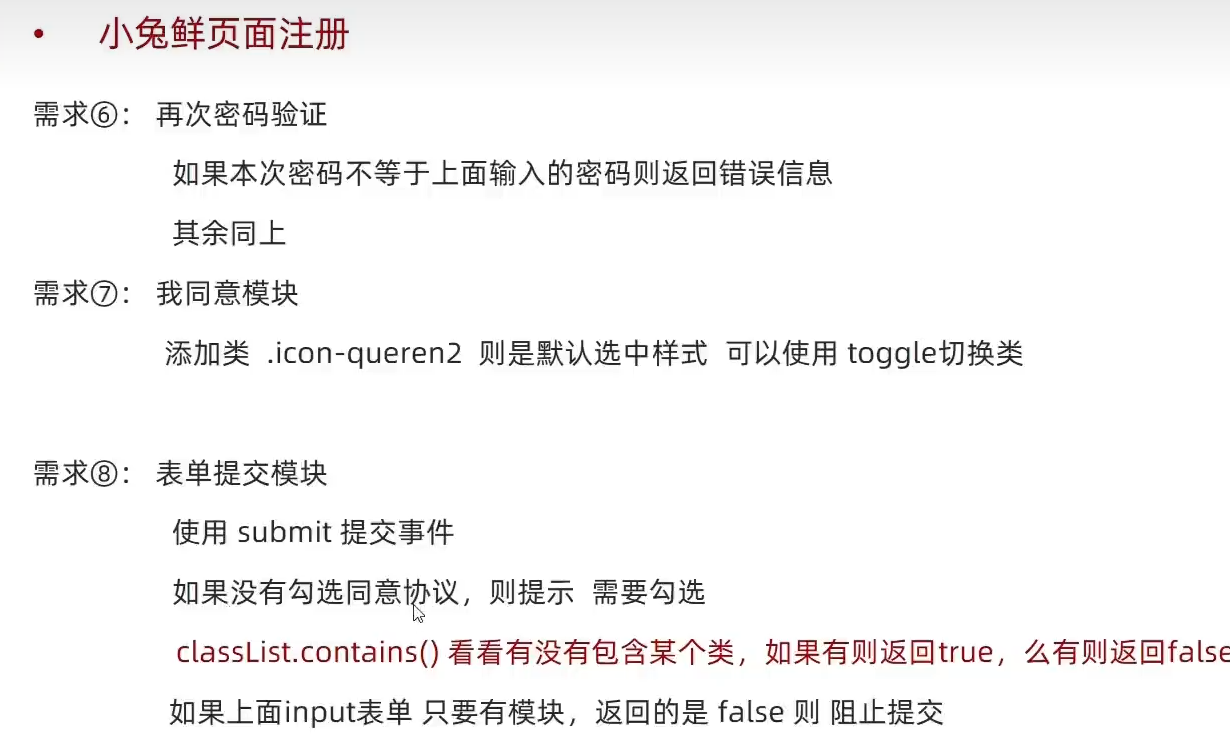 • 小兔鲜页面注册
需求⑥： 再次密码验证
如果本次密码不等于上面输入的密码则返回错误信息
其余同上
需求⑦： 我同意模块
添加类 .icon-queren2 则是默认选中样式 可以使用 toggle切换类
需求⑧： 表单提交模块
使用 submit 提交事件
如果没有勾选同意协议，则提示 需要勾选
classList.contains() 看看有没有包含某个类，如果有则返回true，么有则返回false
如果上面input表单 只要有模块，返回的是 false 则 阻止提交